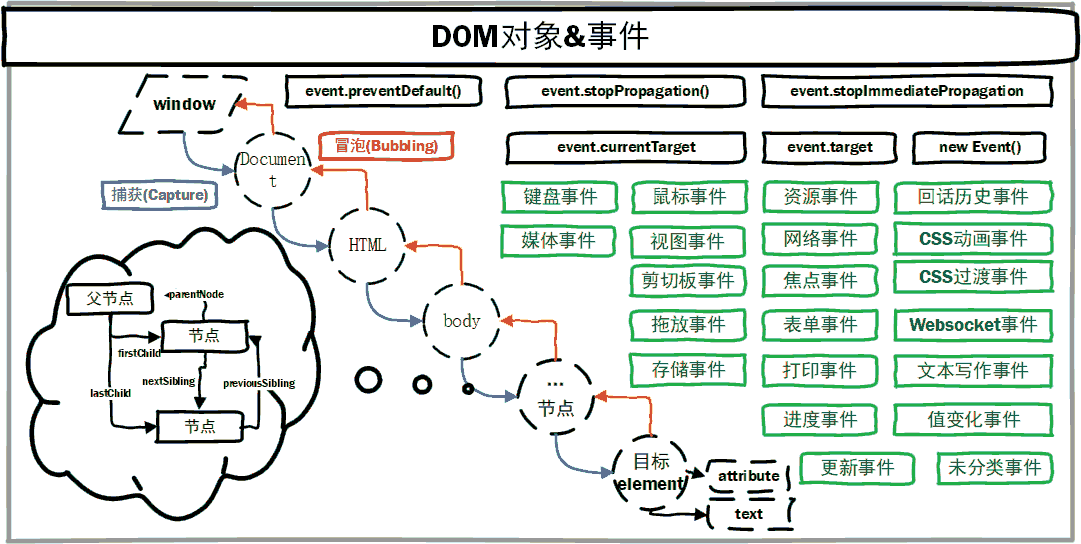 DOM对象&事件
window
event.preventDefault()
event.stopPropagation()
event.stopImmediatePropagation
Documen
t
冒泡(Bubbling)
event.currentTarget
event.target
new Event()
捕获(Capture)
键盘事件
鼠标事件
资源事件
回话历史事件
HTML
媒体事件
视图事件
网络事件
CSS动画事件
剪切板事件
焦点事件
CSS过渡事件
父节点
parentNode
节点
firstChild
nextSibling
previousSibling
lastChild
节点
body
拖放事件
表单事件
Websocket事件
存储事件
打印事件
文本写作事件
...
节点
进度事件
值变化事件
目标
element
attribute
text
更新事件
未分类事件